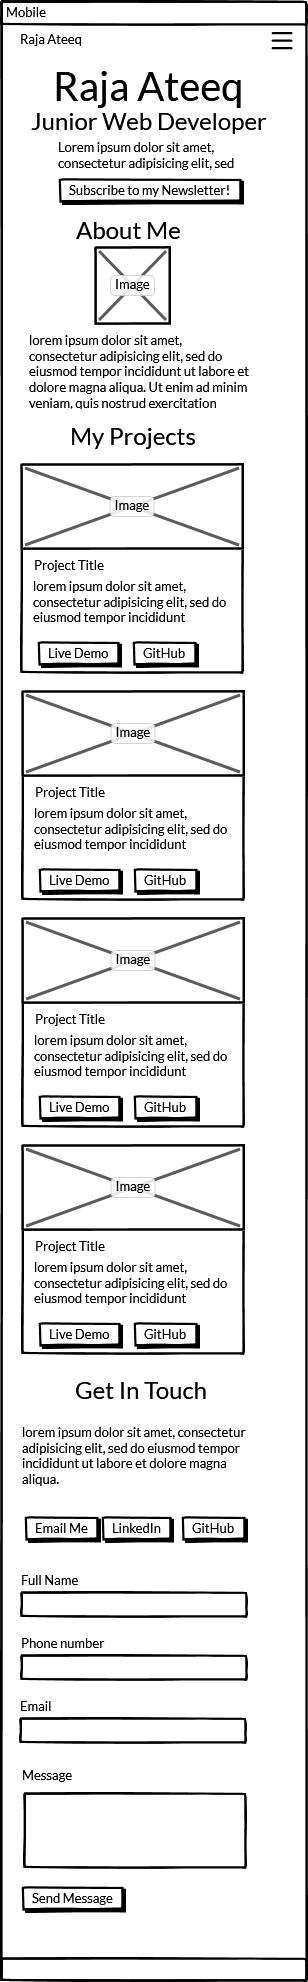 Mobile
Raja Ateeq
Raja Ateeq
Junior Web Developer
Lorem ipsum dolor sit amet,
consectetur adipisicing elit, sed
Subscribe to my Newsletter!
About Me
Image
lorem ipsum dolor sit amet,
consectetur adipisicing elit, sed do
eiusmod tempor incididunt ut labore et
dolore magna aliqua. Ut enim ad minim
veniam, quis nostrud exercitation
My Projects
Image
Project Title
lorem ipsum dolor sit amet,
consectetur adipisicing elit, sed do
eiusmod tempor incididunt
Live Demo GitHub
Image
Project Title
lorem ipsum dolor sit amet,
consectetur adipisicing elit, sed do
eiusmod tempor incididunt
Live Demo GitHub
Image
Project Title
lorem ipsum dolor sit amet,
consectetur adipisicing elit, sed do
eiusmod tempor incididunt
Live Demo GitHub
Image
Project Title
lorem ipsum dolor sit amet,
consectetur adipisicing elit, sed do
eiusmod tempor incididunt
Live Demo GitHub
Get In Touch
lorem ipsum dolor sit amet, consectetur
adipisicing elit, sed do eiusmod tempor
incididunt ut labore et dolore magna
aliqua.
Email Me LinkedIn GitHub
Full Name
Phone number
Email
Message
Send Message